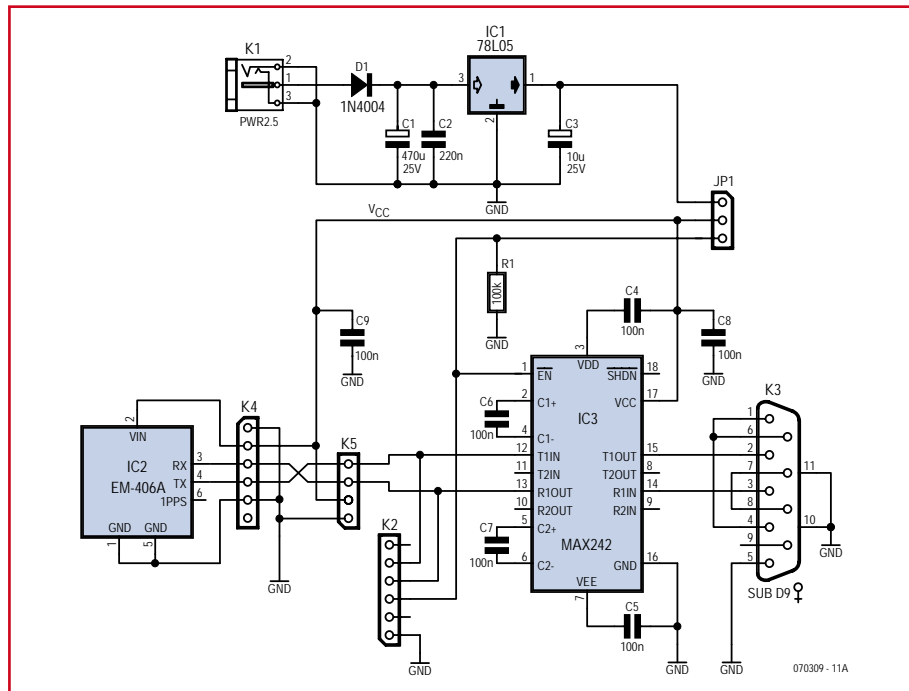 K1
2
1
3
PWR2.5
D1
1N4004
C1
470u
25V
C2
220n
IC1
78L05
3
1
2
C3
10u
25V
GND
JP1
VCC
R1
100k
GND
C4
100n
C8
100n
GND
C9
100n
GND
K4
K5
2
VIN
IC2
EM-406A
RX
3
TX
4
1PPS
6
GND
GND
1
5
GND
K2
GND
C6
100n
C7
100n
3
VDD
1
EN
SHDN
18
2
C1+
VCC
17
IC3
4
C1-
12
T1IN
T1OUT
15
11
T2IN
T2OUT
8
13
R1OUT
R1IN
14
10
R2OUT
R2IN
9
5
C2+
MAX242
6
C2-
GND
16
VEE
7
C5
100n
GND
K3
1
6
2
7
3
8
4
9
5
11
10
GND
SUB D9
GND
070309 - 11A